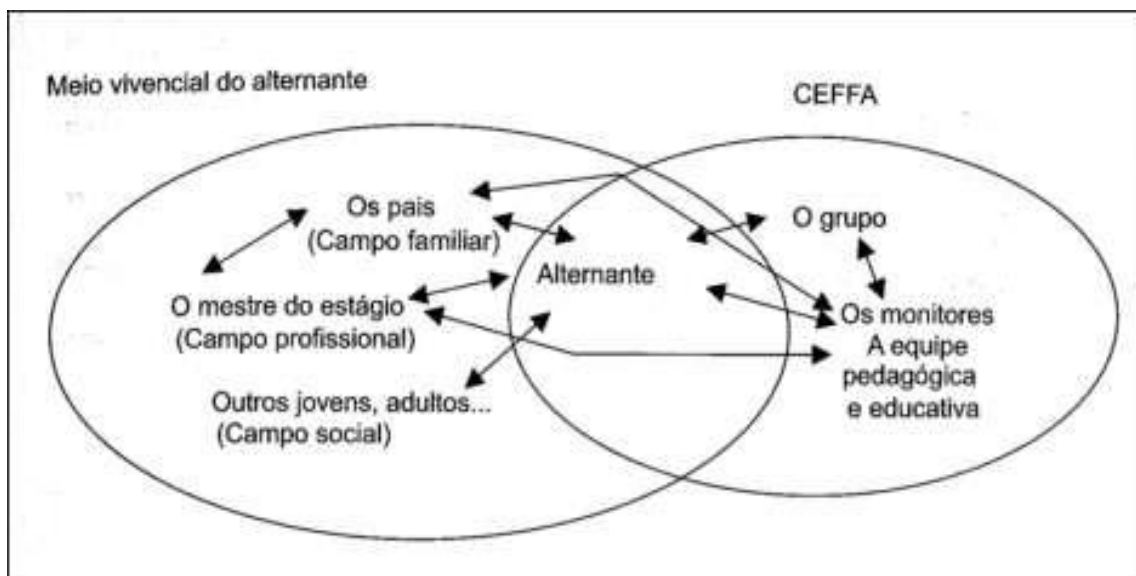 Meio vivencial do alternante
CEFFA
Os pais
(Campo familiar)
O grupo
Alternante
O mestre do estágio
(Campo profissional)
Os monitores
A equipe
pedagógica
e educativa
Outros jovens, adultos...
(Campo social)